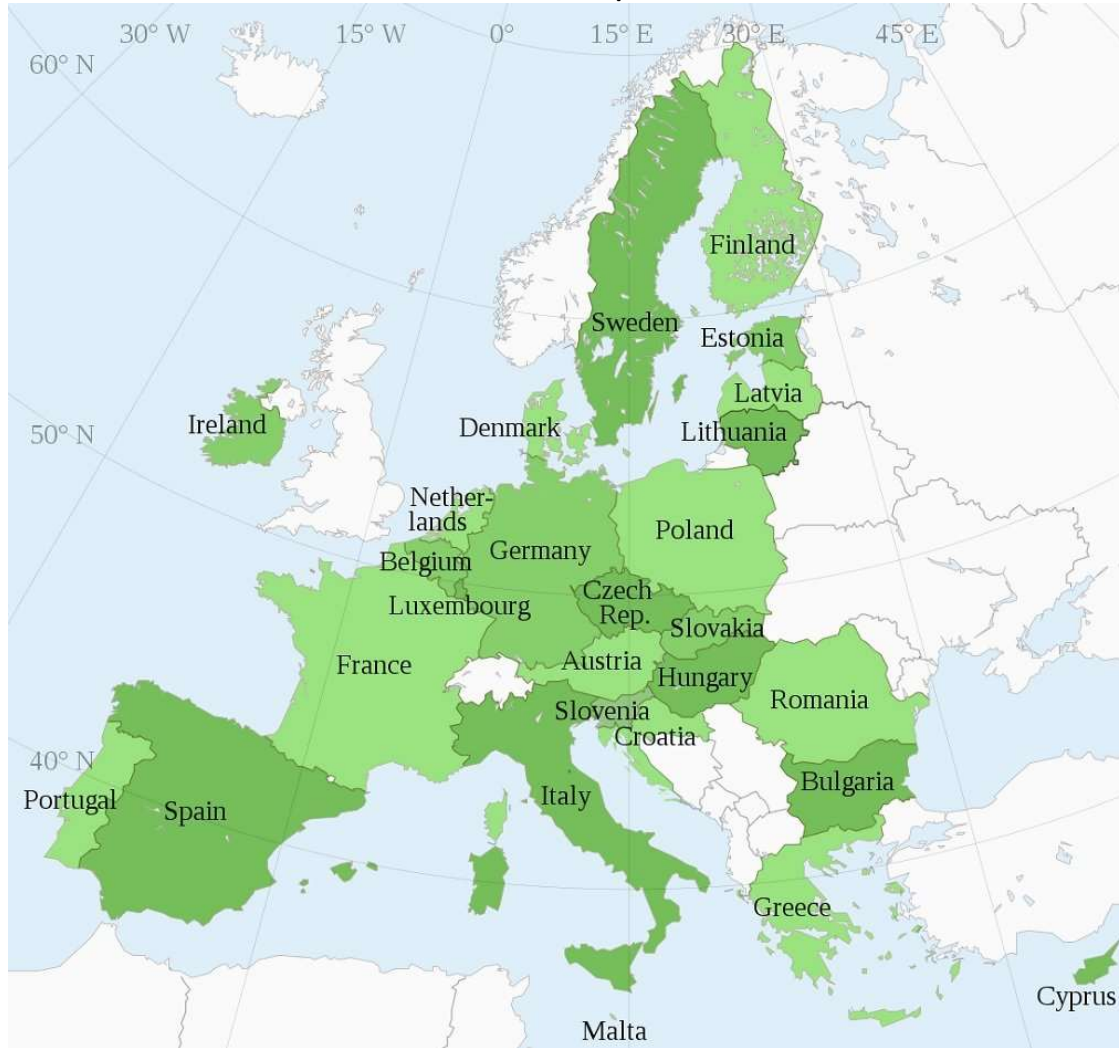 30° W
15° W
0°
15° E
30° E
45° E
60° N
Finland
Sweden
Estonia
Latvia
Ireland
Denmark
Lithuania
50° N
Nether-
lands
Poland
Germany
Belgium
Czech
Rep.
Luxembourg
Slovakia
France
Austria
Hungary
Romania
Slovenia
Croatia
40° N
Bulgaria
Portugal
Spain
Italy
Greece
Cyprus
Malta